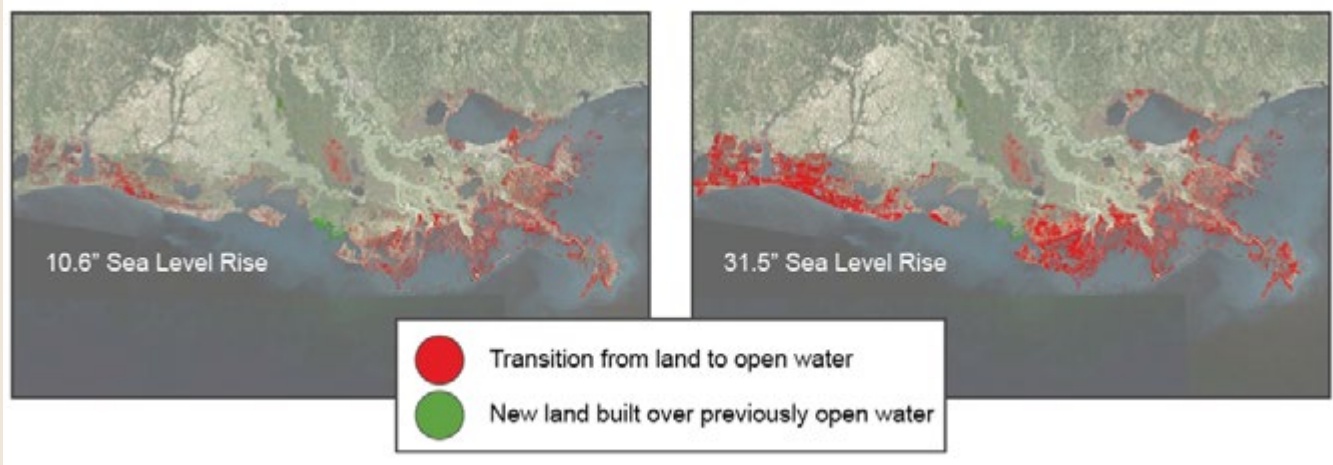 10.6” Sea Level Rise
31.5” Sea Level Rise
Transition from land to open water
New land built over previously open water